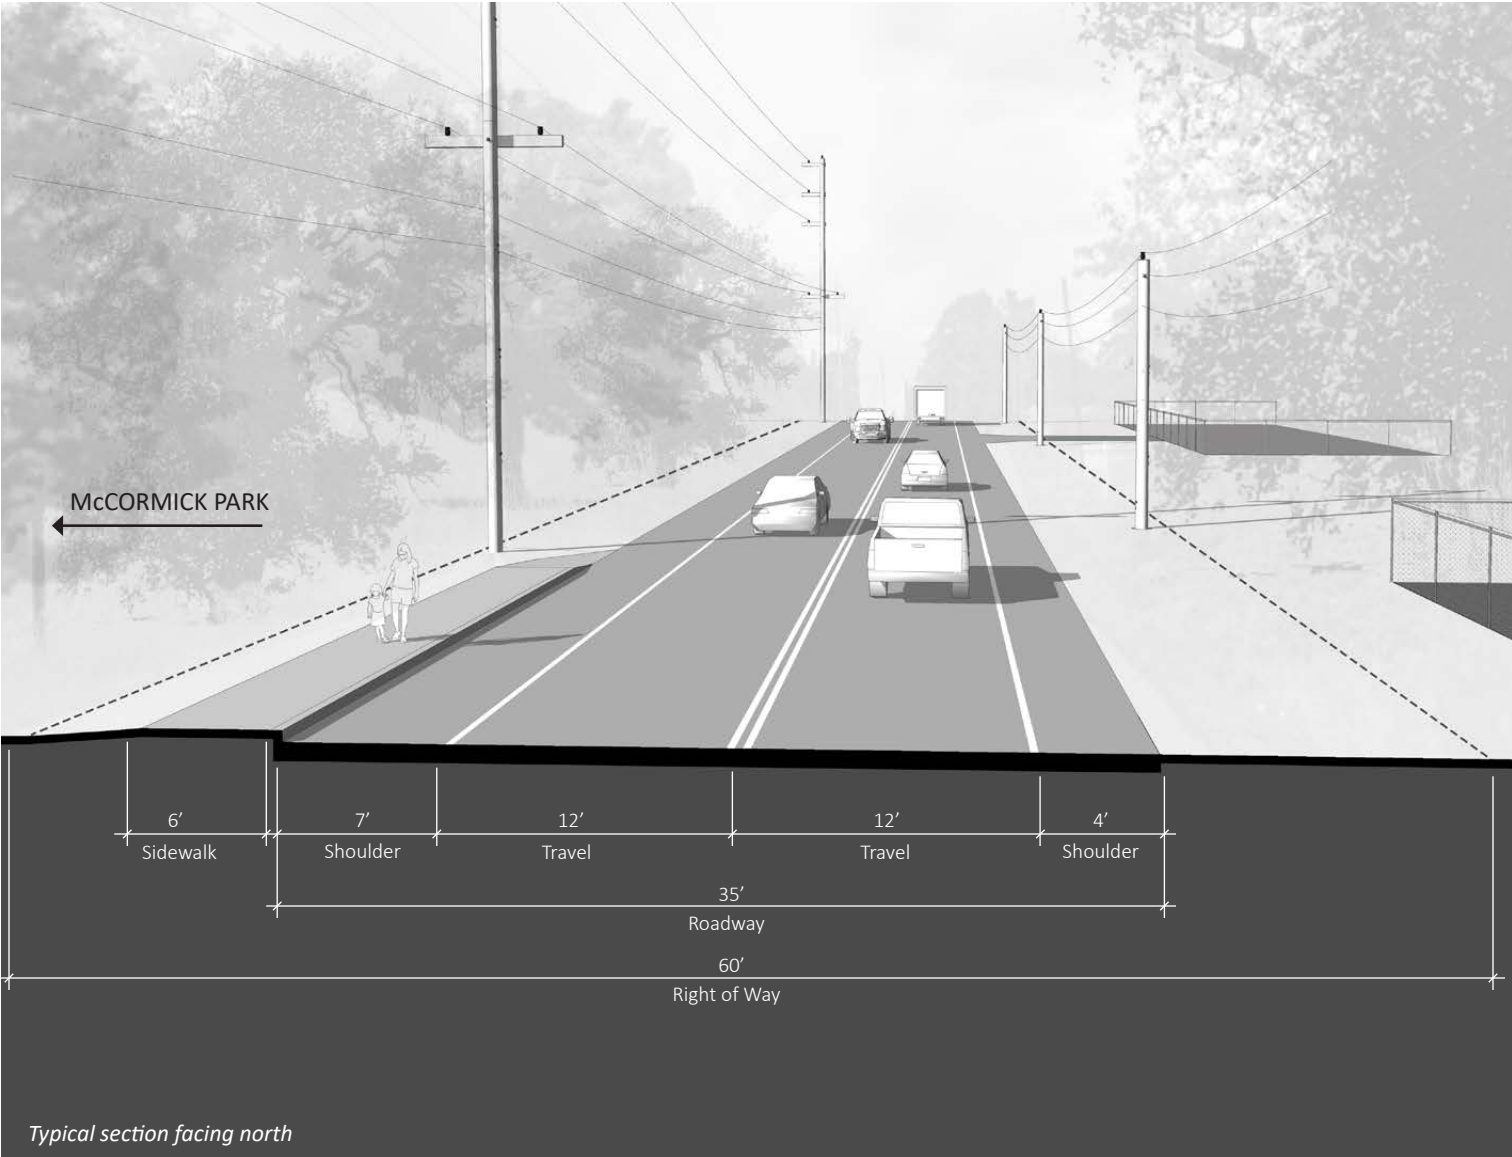 McCORMICK PARK
6’
Sidewalk
7’
Shoulder
12’
Travel
12’
Travel
4’
Shoulder
35’
Roadway
60’
Right of Way
Typical section facing north